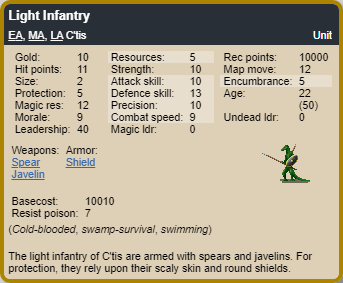 Light Infantry
EA, MA, LA C'tis Unit
Gold: 10 Resources: 5 Rec points: 10000
Hit points: 11 Strength: 10 Map move: 12
Size: 2 Attack skill: 10 Encumbrance: 5
Protection: 5 Defence skill: 13 Age: 22
Magic res: 12 Precision: 10 (50)
Morale: 9 Combat speed: 9 Undead ldr: 0
Leadership: 40 Magic ldr: 0
Weapons: Armor:
Spear Shield
Javelin
Basecost: 10010
Resist poison: 7
(Cold-blooded, swamp-survival, swimming)
The light infantry of C'tis are armed with spears and javelins. For
protection, they rely upon their scaly skin and round shields.